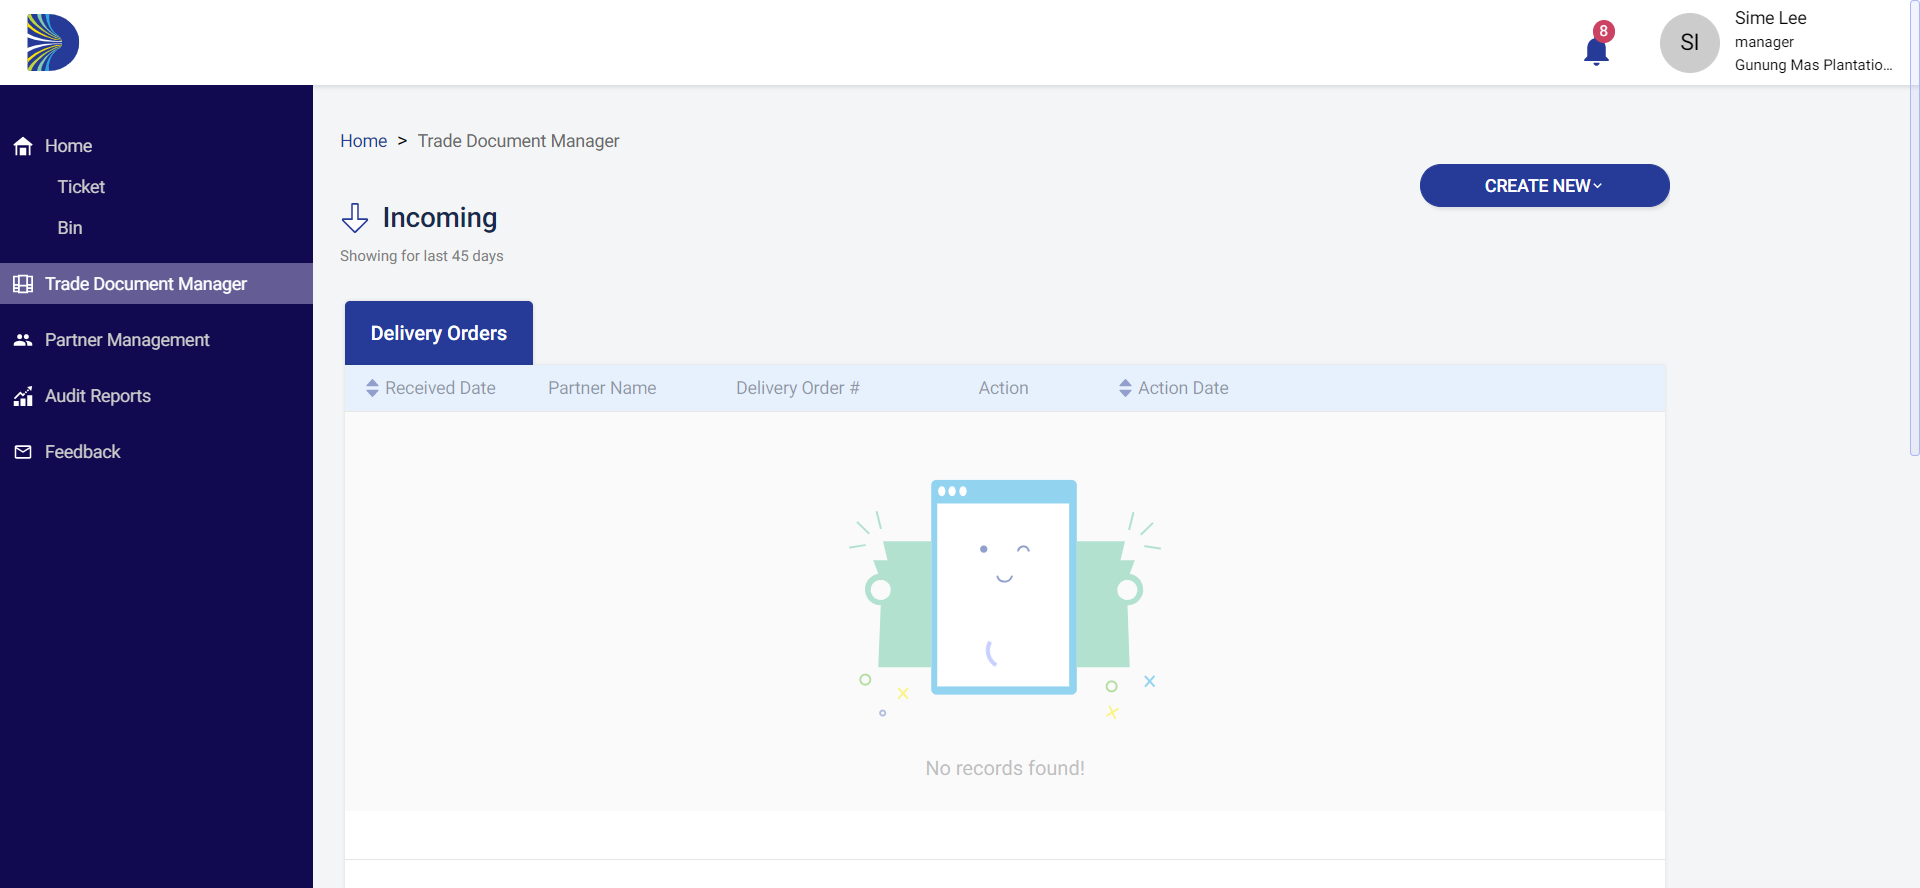 8
SI
Sime Lee
manager
Gunung Mas Plantatio...
Home
Ticket
Bin
Trade Document Manager
Partner Management
Audit Reports
Feedback
Home > Trade Document Manager
CREATE NEW
Incoming
Showing for last 45 days
Delivery Orders
Received Date Partner Name Delivery Order # Action Action Date
No records found!